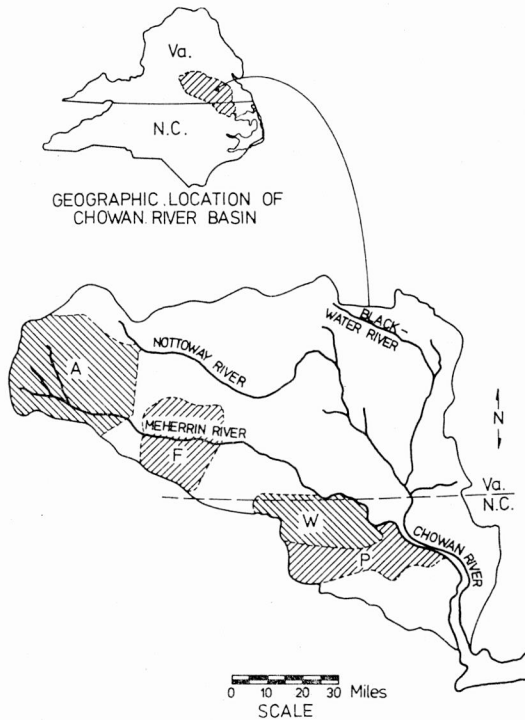 Va.
N.C.
GEOGRAPHIC LOCATION OF
CHOWAN RIVER BASIN
BLACK-
WATER RIVER
NOTTOWAY RIVER
A
N
MEHERRIN RIVER
F
Va.
N.C.
W
CHOWAN RIVER
P
0 10 20 30 Miles
SCALE